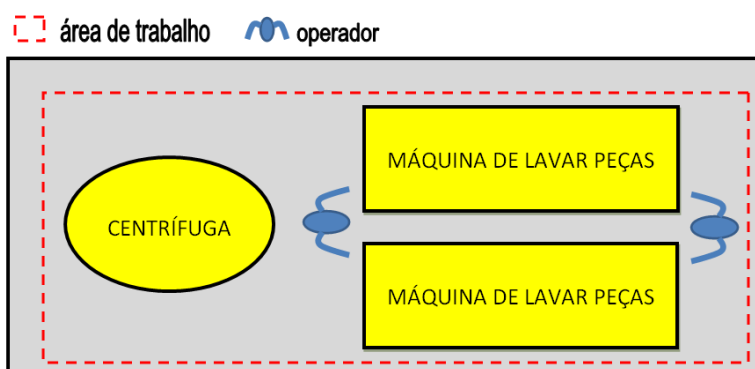 área de trabalho operador
MÁQUINA DE LAVAR PEÇAS
CENTRÍFUGA
MÁQUINA DE LAVAR PEÇAS